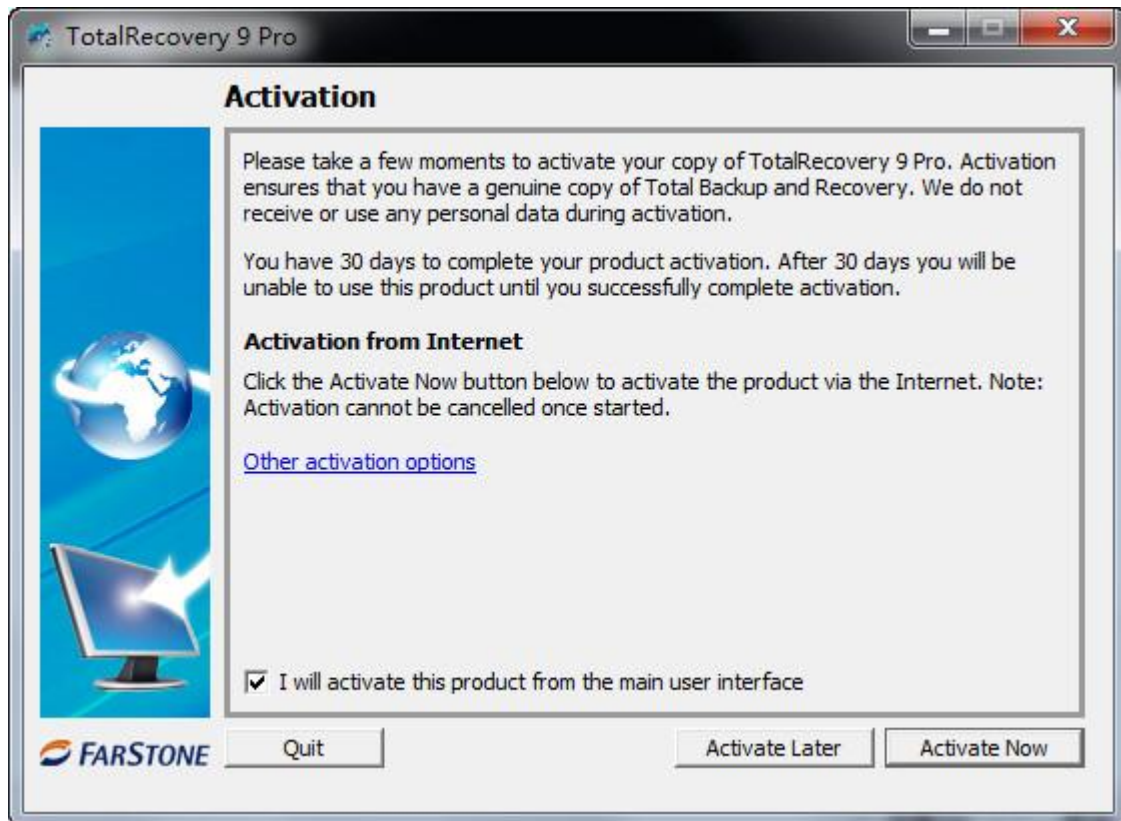 TotalRecovery 9 Pro
Activation
Please take a few moments to activate your copy of TotalRecovery 9 Pro. Activation
ensures that you have a genuine copy of Total Backup and Recovery. We do not
receive or use any personal data during activation.
You have 30 days to complete your product activation. After 30 days you will be
unable to use this product until you successfully complete activation.
Activation from Internet
Click the Activate Now button below to activate the product via the Internet. Note:
Activation cannot be cancelled once started.
Other activation options
I will activate this product from the main user interface
FARSTONE
Quit
Activate Later
Activate Now